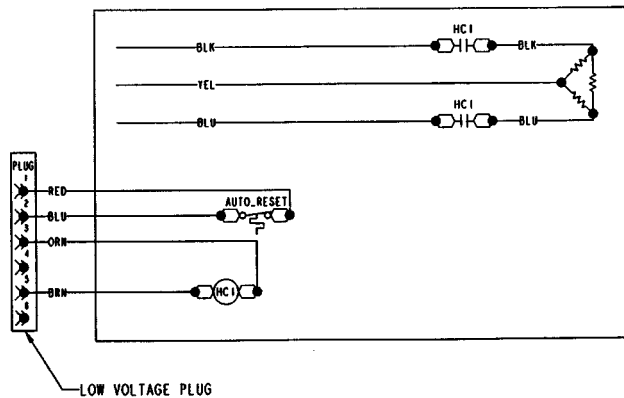 HC1
BLK BLK
YEL
HC1
BLU BLU
PLUG
1
RED
2
AUTO_RESET
BLU
3
ORN
4
5
BRN
HC1
6
LOW VOLTAGE PLUG